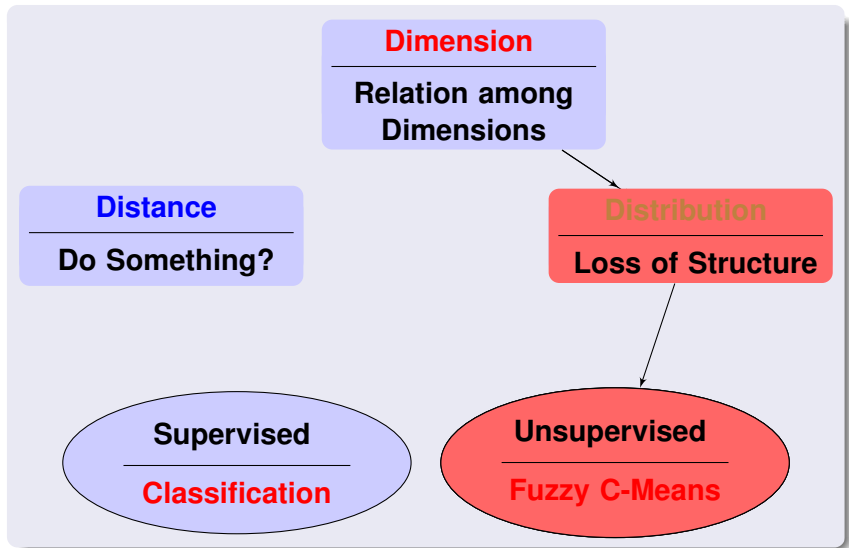 Dimension
Relation among
Dimensions
Distance
Do Something?
Distribution
Loss of Structure
Supervised
Classification
Unsupervised
Fuzzy C-Means